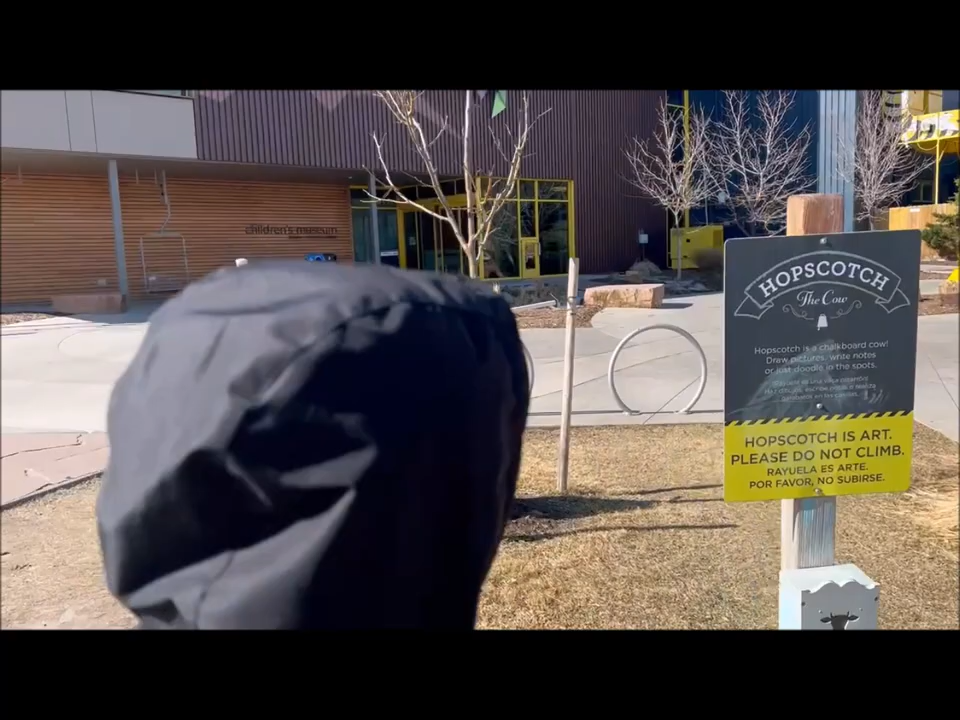 children's museum
HOPSCOTCH
The Cow
Hopscotch is a chalkboard cow!
Draw pictures, write notes
or just doodle in the spots.
HOPSCOTCH IS ART.
PLEASE DO NOT CLIMB.
RAYUELA ES ARTE.
POR FAVOR, NO SUBIRSE.